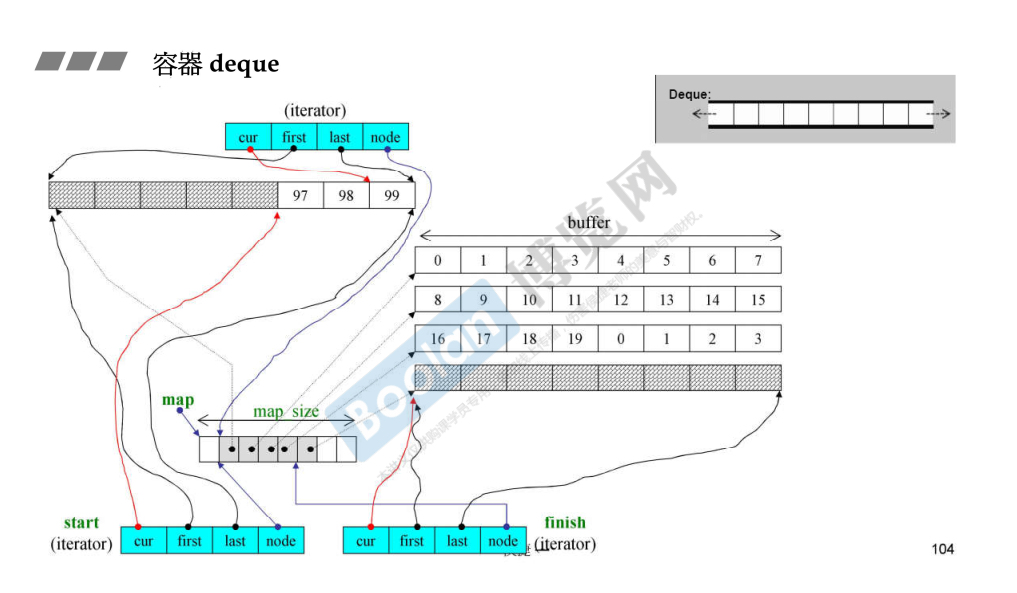 容器 deque
Deque:
(iterator)
cur first last node
97 98 99
buffer
0 1 2 3 4 5 6 7
8 9 10 11 12 13 14 15
16 17 18 19 0 1 2 3
map
map size
start
(iterator)
cur first last node
cur first last node
finish
(iterator)
博览网
Boolan
104